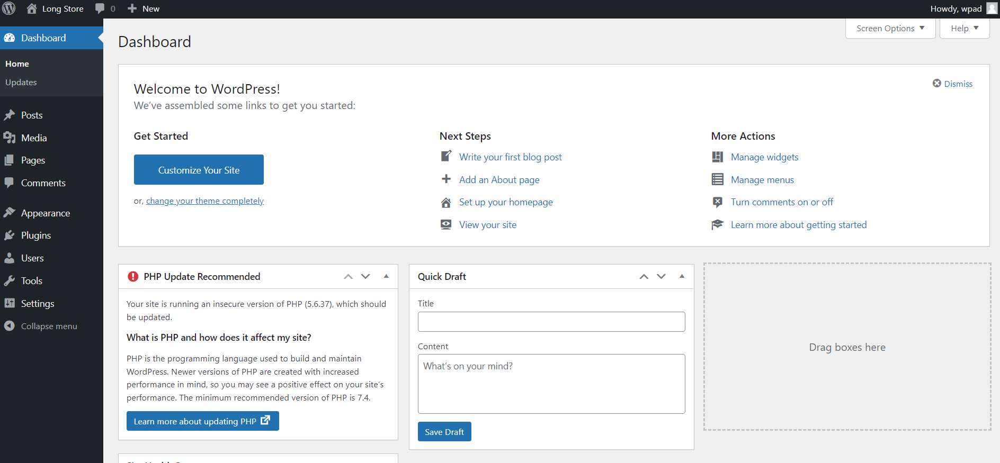 Long Store
0
New
Howdy, wpad
Dashboard
Home
Updates
Posts
Media
Pages
Comments
Appearance
Plugins
Users
Tools
Settings
Collapse menu
Screen Options
Help
Dashboard
Welcome to WordPress!
We’ve assembled some links to get you started:
Dismiss
Get Started
Customize Your Site
or, change your theme completely
Next Steps
Write your first blog post
Add an About page
Set up your homepage
View your site
More Actions
Manage widgets
Manage menus
Turn comments on or off
Learn more about getting started
PHP Update Recommended
Your site is running an insecure version of PHP (5.6.37), which should
be updated.
What is PHP and how does it affect my site?
PHP is the programming language used to build and maintain
WordPress. Newer versions of PHP are created with increased
performance in mind, so you may see a positive effect on your site’s
performance. The minimum recommended version of PHP is 7.4.
Learn more about updating PHP
Quick Draft
Title
Content
What’s on your mind?
Save Draft
Drag boxes here